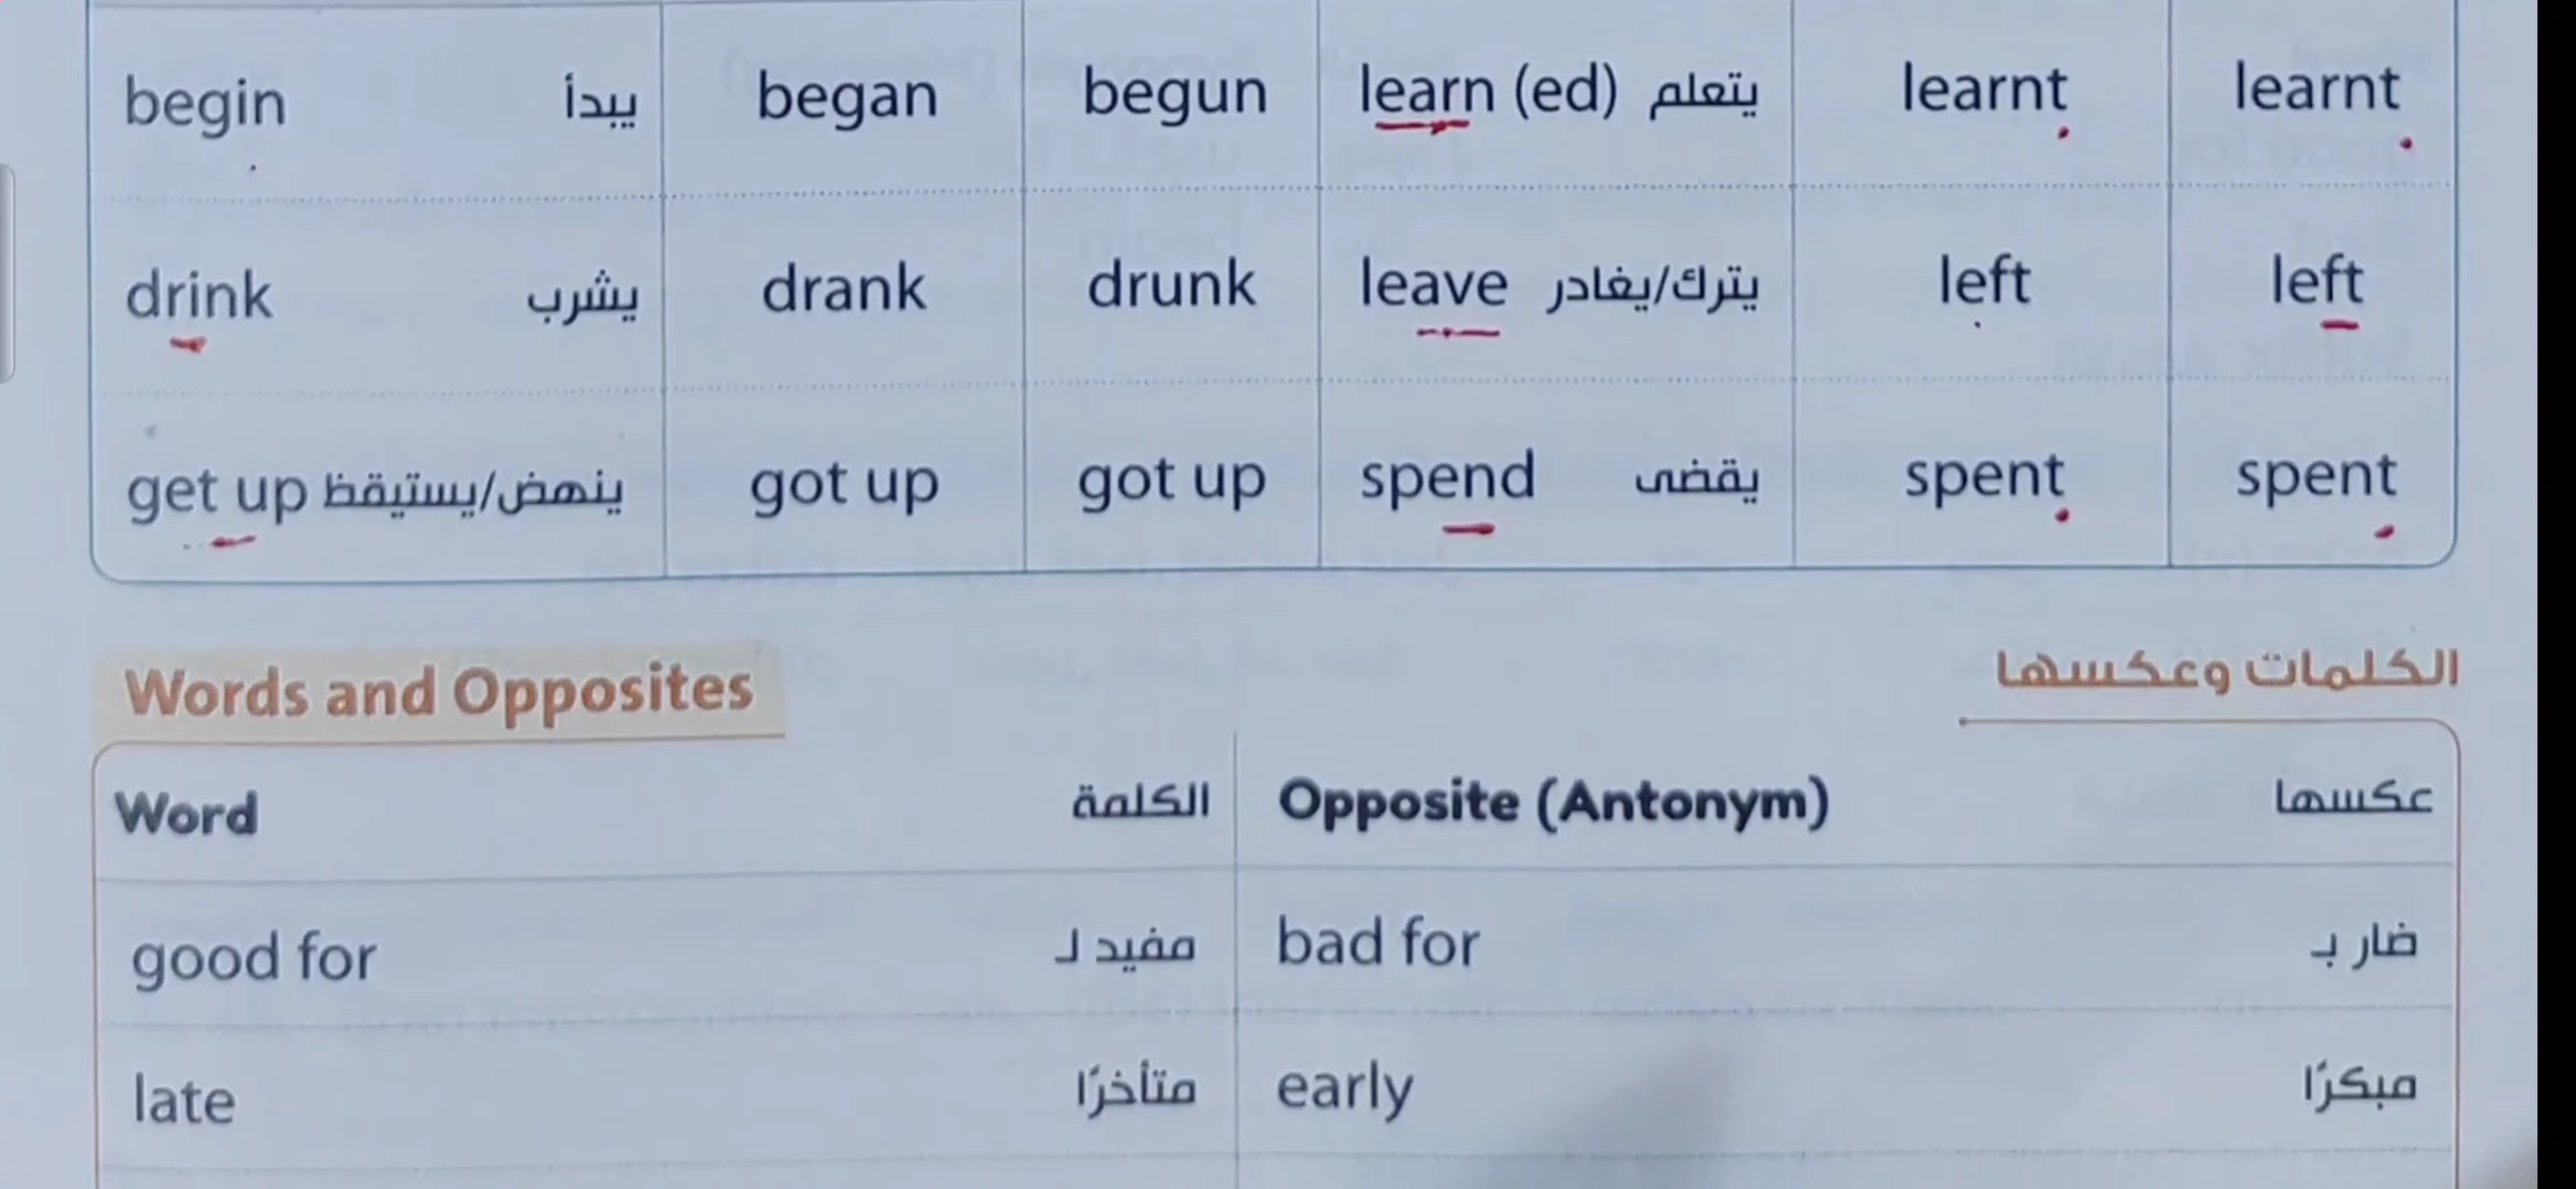 begin يبدأ began begun learn (ed) يتعلم learnt learnt
drink يشرب drank drunk leave يترك/يغادر left left
get up ينهض/يستيقظ got up got up spend يقضى spent spent
Words and Opposites الكلمات وعكسها
Word الكلمة Opposite (Antonym) عكسها
good for مفيد لـ bad for ضار بـ
late متأخرًا early مبكرًا